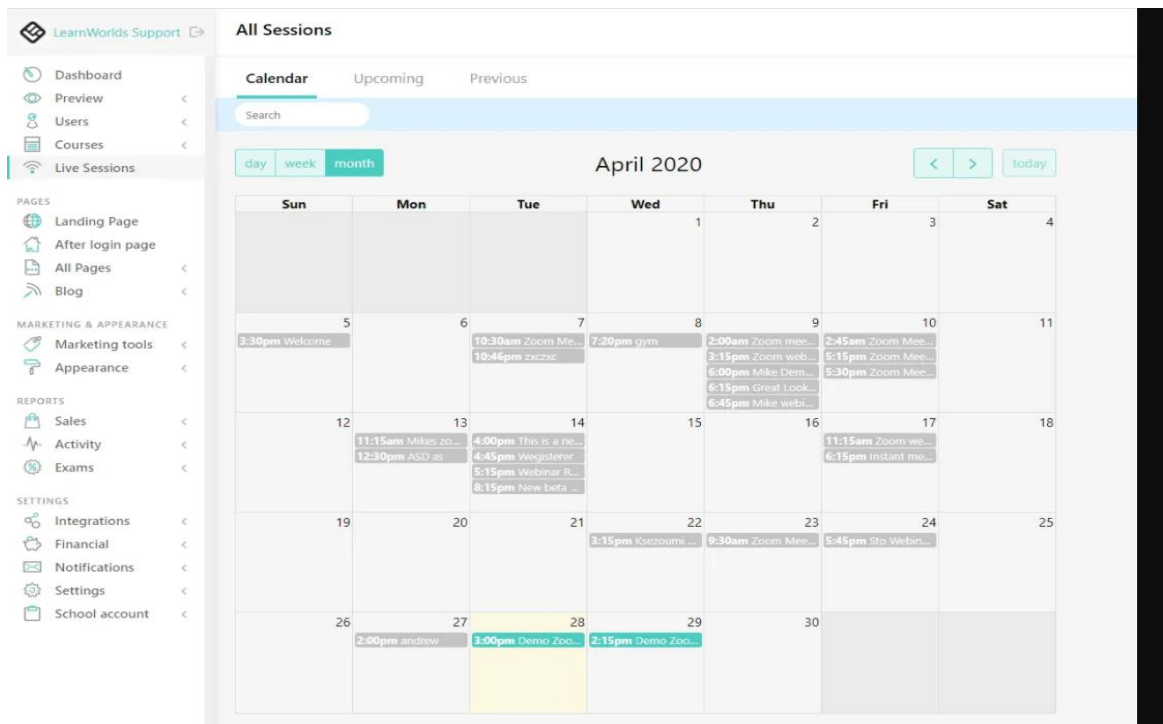 LearnWorlds Support
Dashboard
Preview
Users
Courses
Live Sessions
PAGES
Landing Page
After login page
All Pages
Blog
MARKETING & APPEARANCE
Marketing tools
Appearance
REPORTS
Sales
Activity
Exams
SETTINGS
Integrations
Financial
Notifications
Settings
School account
All Sessions
Calendar Upcoming Previous
Search
day week month April 2020 < > today
Sun Mon Tue Wed Thu Fri Sat
1 2 3 4
5 6 7 8 9 10 11
3:30pm Welcome
10:30am Zoom Me...
10:46pm zxczxc
7:20pm gym
2:00am Zoom mee...
3:15pm Zoom web...
6:00pm Mike Dem...
6:15pm Great Look...
6:45pm Mike webi...
2:45am Zoom Mee...
5:15pm Zoom Mee...
5:30pm Zoom Mee...
12 13 14 15 16 17 18
11:15am Mikes zo...
12:30pm ASD as
4:00pm This is a ne...
4:45pm Wegisterer
5:15pm Webinar R...
8:15pm New beta ...
11:15am Zoom we...
6:15pm Instant me...
19 20 21 22 23 24 25
3:15pm Ksezoumi ...
9:30am Zoom Mee...
5:45pm Sto Webin...
26 27 28 29 30
2:00pm andrew
3:00pm Demo Zoo...
2:15pm Demo Zoo...